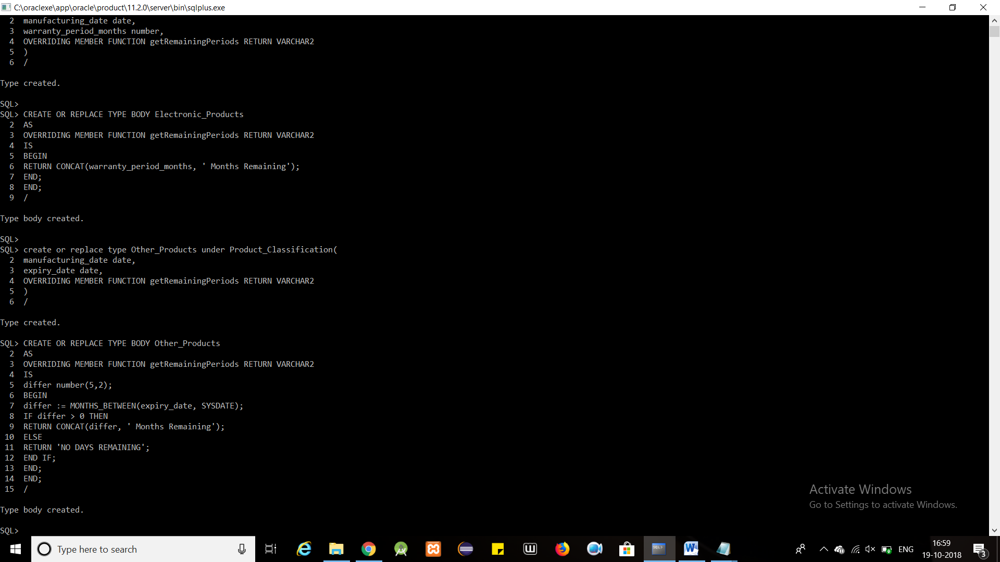 C:\oraclexe\app\oracle\product\11.2.0\server\bin\sqlplus.exe
  2  manufacturing_date date,
  3  warranty_period_months number,
  4  OVERRIDING MEMBER FUNCTION getRemainingPeriods RETURN VARCHAR2
  5  )
  6  /
Type created.
SQL>
SQL> CREATE OR REPLACE TYPE BODY Electronic_Products
  2  AS
  3  OVERRIDING MEMBER FUNCTION getRemainingPeriods RETURN VARCHAR2
  4  IS
  5  BEGIN
  6  RETURN CONCAT(warranty_period_months, ' Months Remaining');
  7  END;
  8  END;
  9  /
Type body created.
SQL>
SQL> create or replace type Other_Products under Product_Classification(
  2  manufacturing_date date,
  3  expiry_date date,
  4  OVERRIDING MEMBER FUNCTION getRemainingPeriods RETURN VARCHAR2
  5  )
  6  /
Type created.
SQL> CREATE OR REPLACE TYPE BODY Other_Products
  2  AS
  3  OVERRIDING MEMBER FUNCTION getRemainingPeriods RETURN VARCHAR2
  4  IS
  5  differ number(5,2);
  6  BEGIN
  7  differ := MONTHS_BETWEEN(expiry_date, SYSDATE);
  8  IF differ > 0 THEN
  9  RETURN CONCAT(differ, ' Months Remaining');
 10  ELSE
 11  RETURN 'NO DAYS REMAINING';
 12  END IF;
 13  END;
 14  END;
 15  /
Type body created.
SQL>
Activate Windows
Go to Settings to activate Windows.
Type here to search
SQL>
ENG
16:59
19-10-2018
3